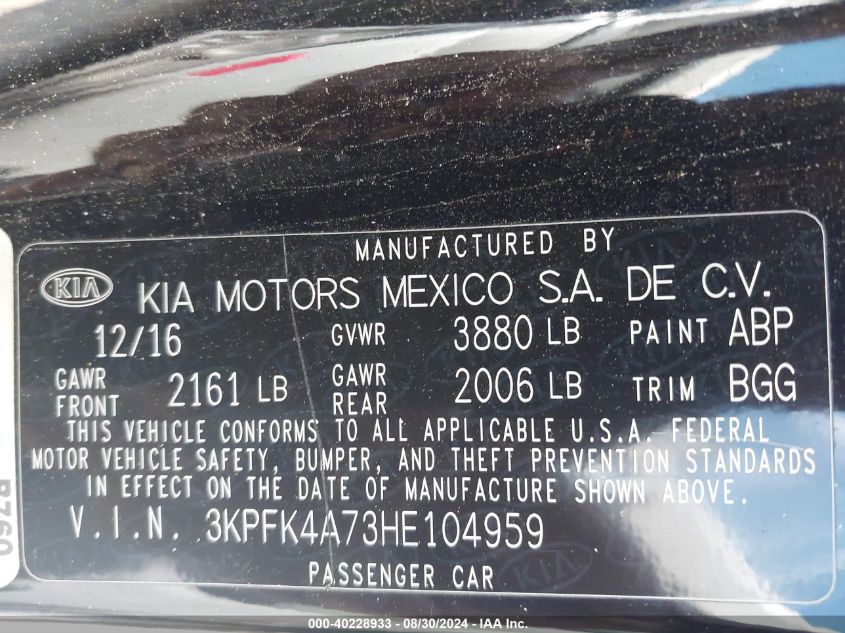 MANUFACTURED BY
KIA KIA MOTORS MEXICO S.A. DE C.V.
12/16 GVWR 3880 LB PAINT ABP
GAWR FRONT 2161 LB GAWR REAR 2006 LB TRIM BGG
THIS VEHICLE CONFORMS TO ALL APPLICABLE U.S.A. FEDERAL
MOTOR VEHICLE SAFETY, BUMPER, AND THEFT PREVENTION STANDARDS
IN EFFECT ON THE DATE OF MANUFACTURE SHOWN ABOVE.
V.I.N. 3KPFK4A73HE104959
PASSENGER CAR
000-40228933 - 08/30/2024 - IAA Inc.